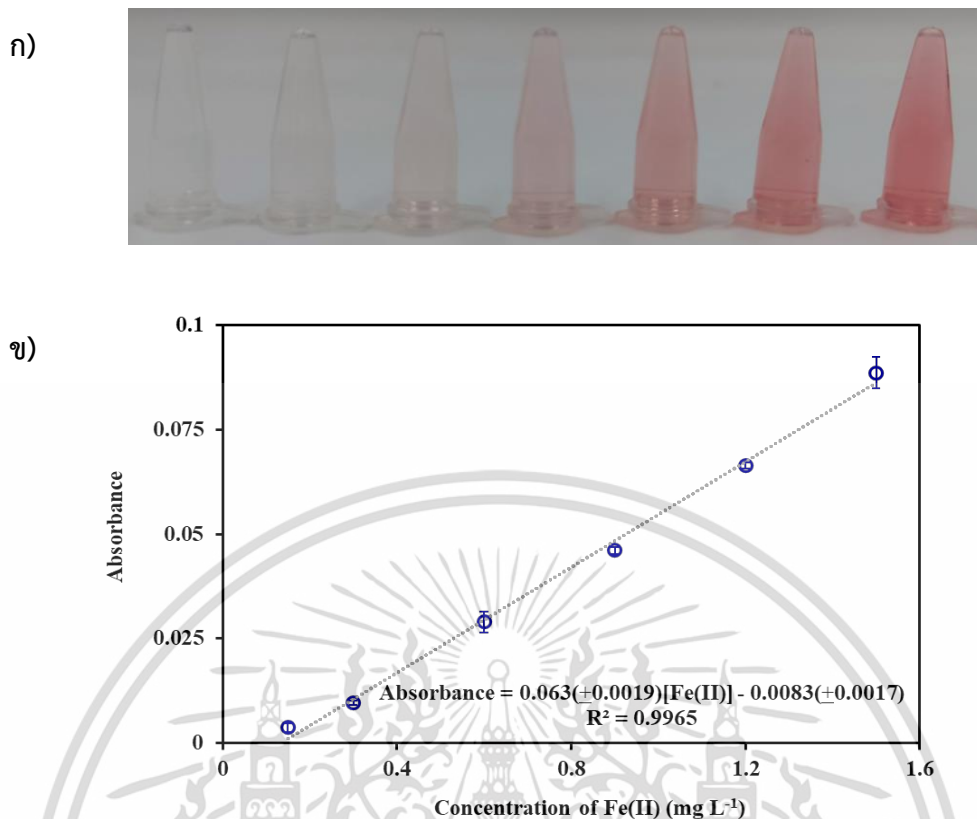 ก)
ข)
0.1
0.075
0.05
0.025
0
Absorbance
Absorbance = 0.063(±0.0019)[Fe(II)] - 0.0083(±0.0017)
R² = 0.9965
0 0.4 0.8 1.2 1.6
Concentration of Fe(II) (mg L⁻¹)